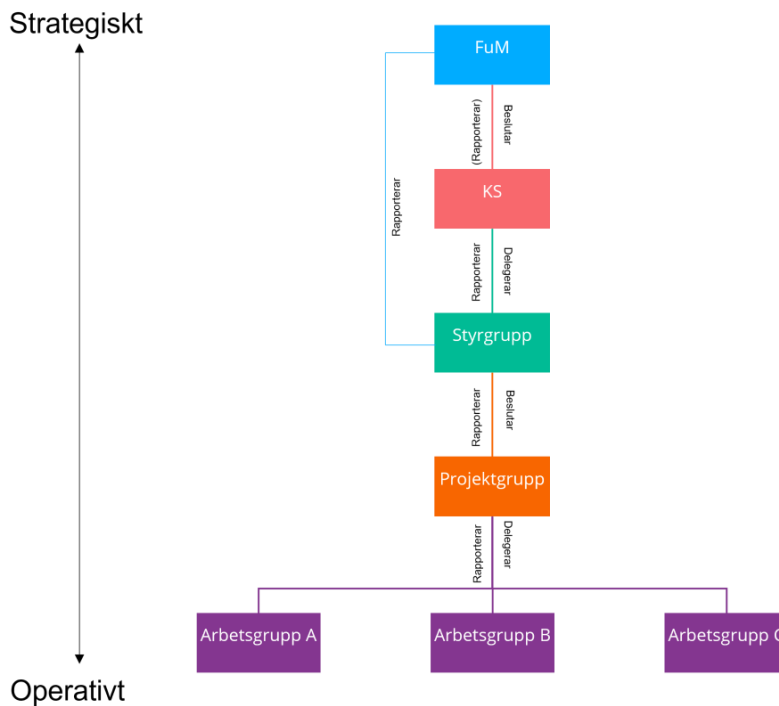 Strategiskt
FuM
(Rapporterar)
Beslutar
Rapporterar
KS
Rapporterar
Delegerar
Styrgrupp
Rapporterar
Beslutar
Projektgrupp
Rapporterar
Delegerar
Arbetsgrupp A
Arbetsgrupp B
Arbetsgrupp C
Operativt